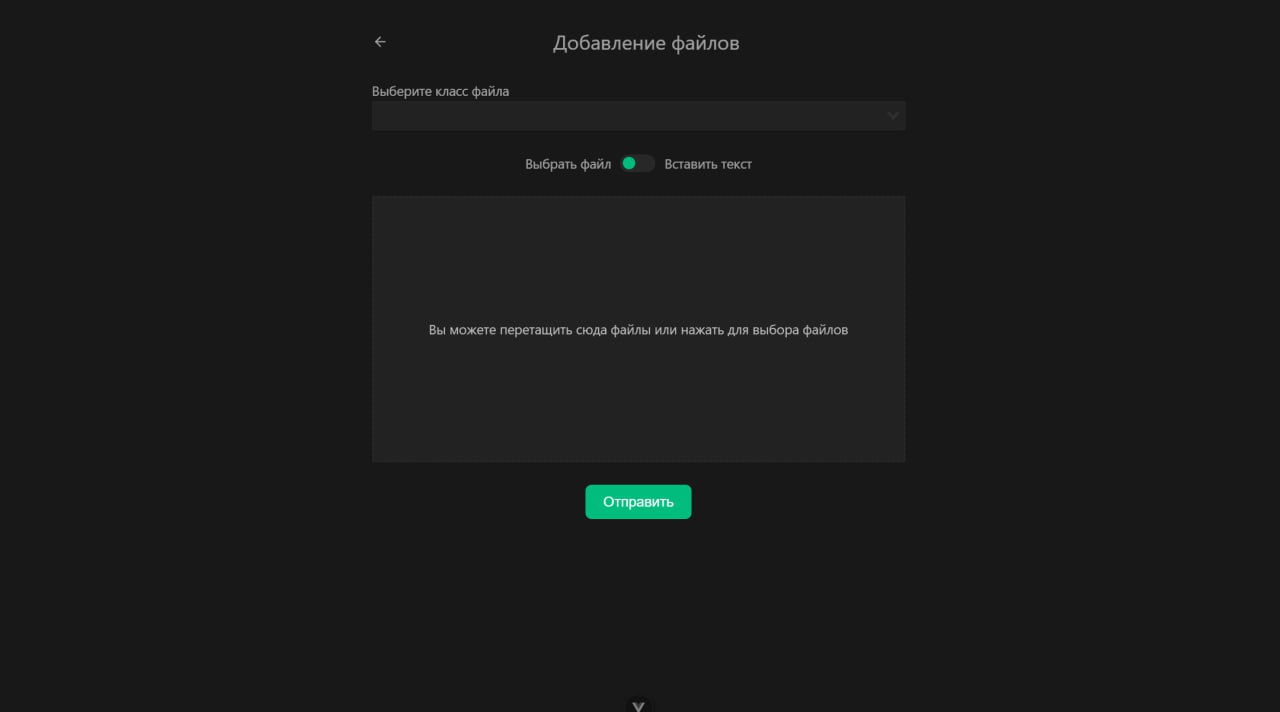 Добавление файлов
Выберите класс файла
Выбрать файл Вставить текст
Вы можете перетащить сюда файлы или нажать для выбора файлов
Отправить